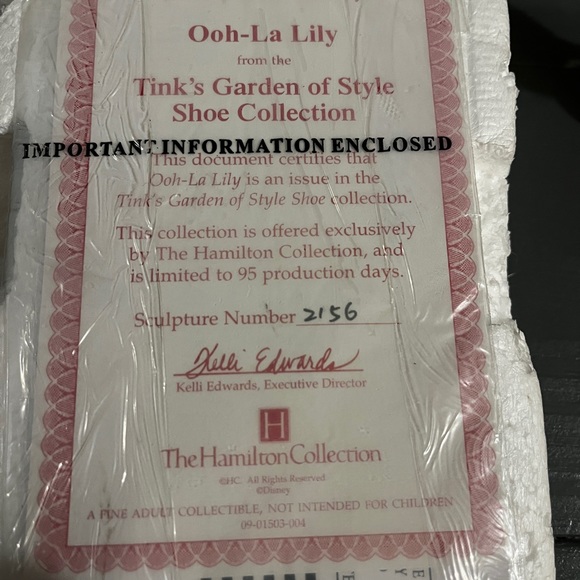 Ooh-La Lily
from the
Tink's Garden of Style
Shoe Collection
IMPORTANT INFORMATION ENCLOSED
This document certifies that
Ooh-La Lily is an issue in the
Tink's Garden of Style Shoe collection.
This collection is offered exclusively
by The Hamilton Collection, and
is limited to 95 production days.
Sculpture Number 2156
Kelli Edwards
Kelli Edwards, Executive Director
H
The Hamilton Collection
©HC. All Rights Reserved
©Disney
A FINE ADULT COLLECTIBLE, NOT INTENDED FOR CHILDREN
09-01503-004